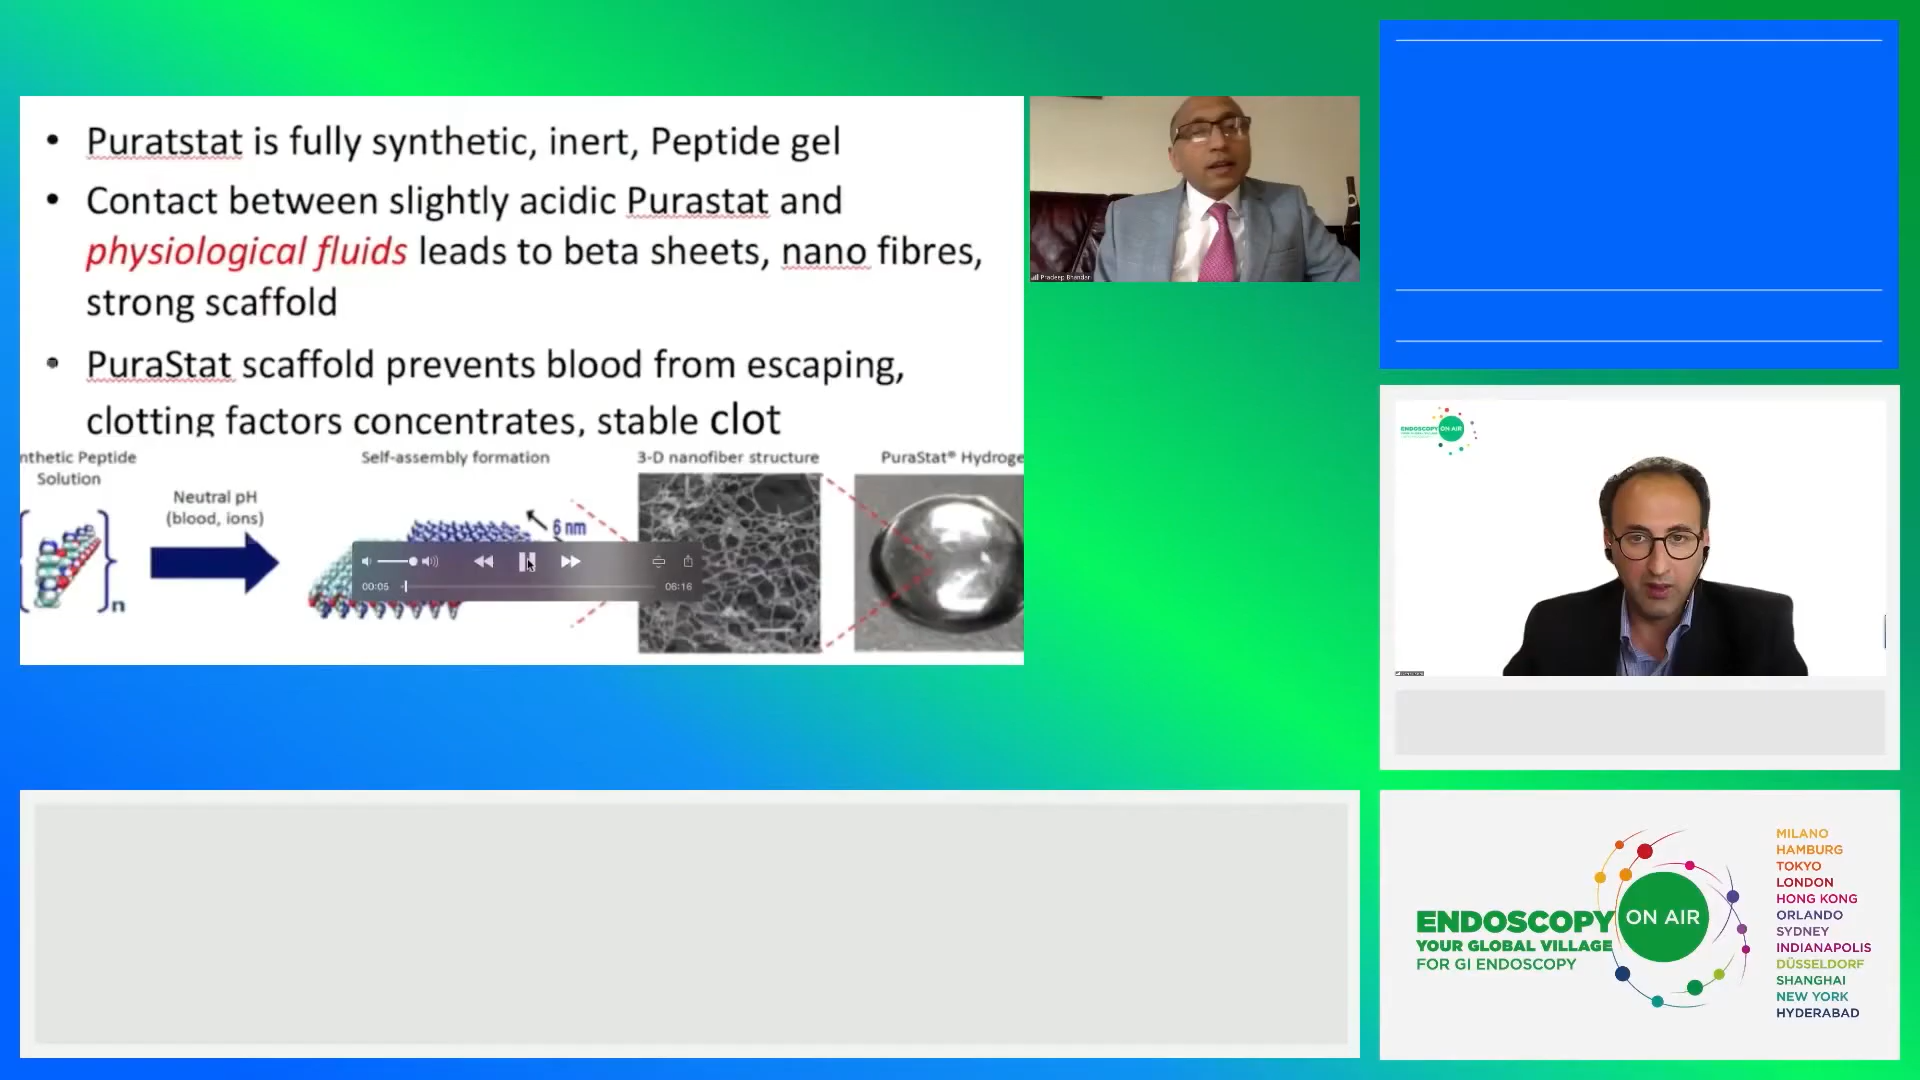 • Puratstat is fully synthetic, inert, Peptide gel
• Contact between slightly acidic Purastat and
physiological fluids leads to beta sheets, nano fibres,
strong scaffold
• PuraStat scaffold prevents blood from escaping,
clotting factors concentrates, stable clot
nthetic Peptide
Solution
Neutral pH
(blood, ions)
n
Self-assembly formation
6 nm
3-D nanofiber structure
PuraStat® Hydroge
00:05
06:16
Pradeep Bhandari
ENDOSCOPY ON AIR
ENDOSCOPY ON AIR
YOUR GLOBAL VILLAGE
FOR GI ENDOSCOPY
MILANO
HAMBURG
TOKYO
LONDON
HONG KONG
ORLANDO
SYDNEY
INDIANAPOLIS
DÜSSELDORF
SHANGHAI
NEW YORK
HYDERABAD